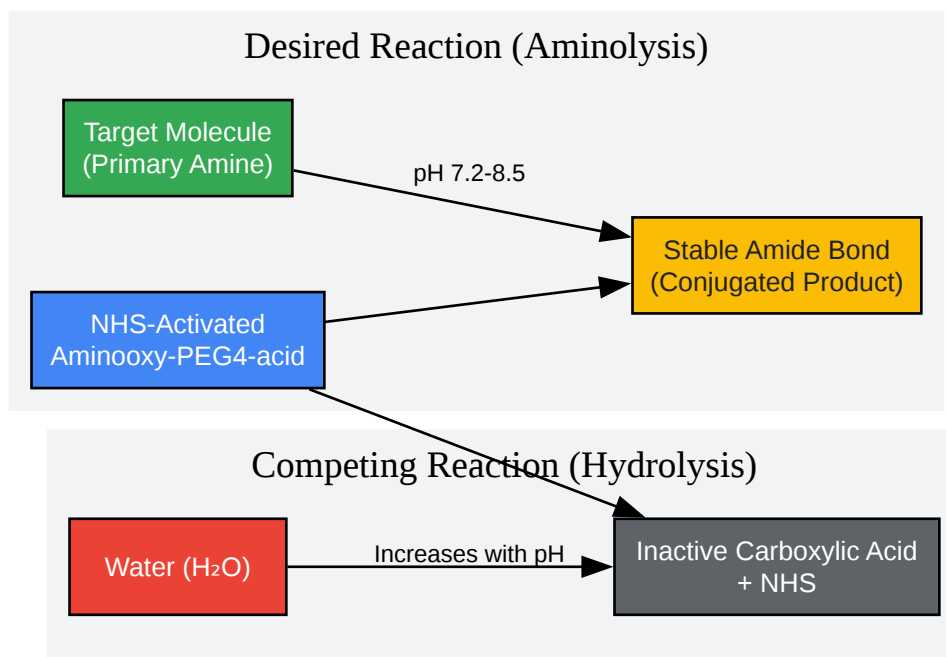 Desired Reaction (Aminolysis)
Target Molecule
(Primary Amine)
pH 7.2-8.5
Stable Amide Bond
(Conjugated Product)
NHS-Activated
Aminooxy-PEG4-acid
Competing Reaction (Hydrolysis)
Water (H₂O)
Increases with pH
Inactive Carboxylic Acid
+ NHS